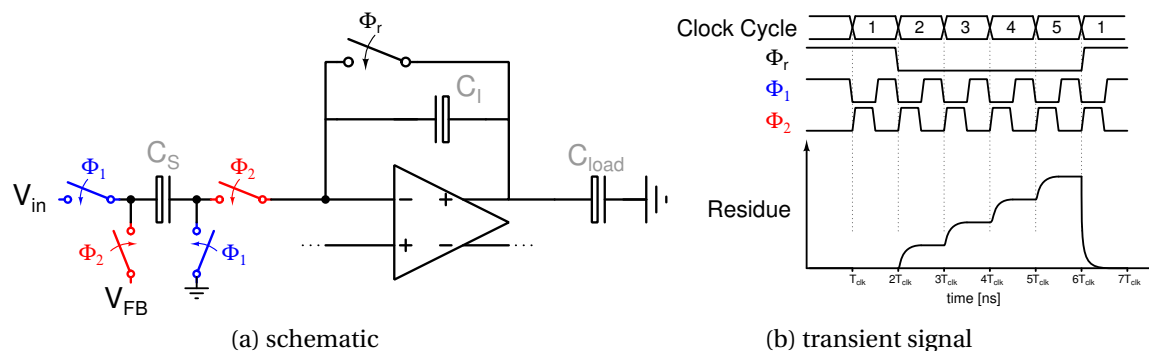 Φr
CI
CS
Φ2
Cload
Vin
Φ1
− +
+ −
Φ2
Φ1
VFB
(a) schematic
Clock Cycle 1 2 3 4 5 1
Φr
Φ1
Φ2
Residue
Tclk 2Tclk 3Tclk 4Tclk 5Tclk 6Tclk 7Tclk
time [ns]
(b) transient signal